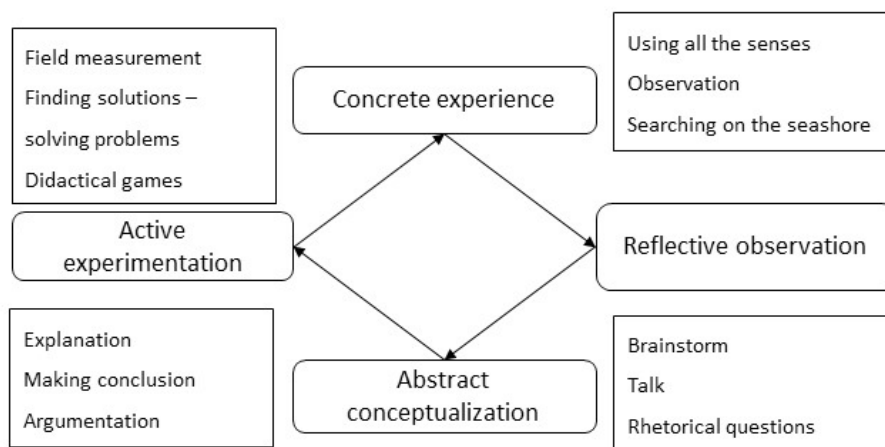 Field measurement
Finding solutions –
solving problems
Didactical games
Concrete experience
Using all the senses
Observation
Searching on the seashore
Active
experimentation
Reflective observation
Explanation
Making conclusion
Argumentation
Abstract
conceptualization
Brainstorm
Talk
Rhetorical questions